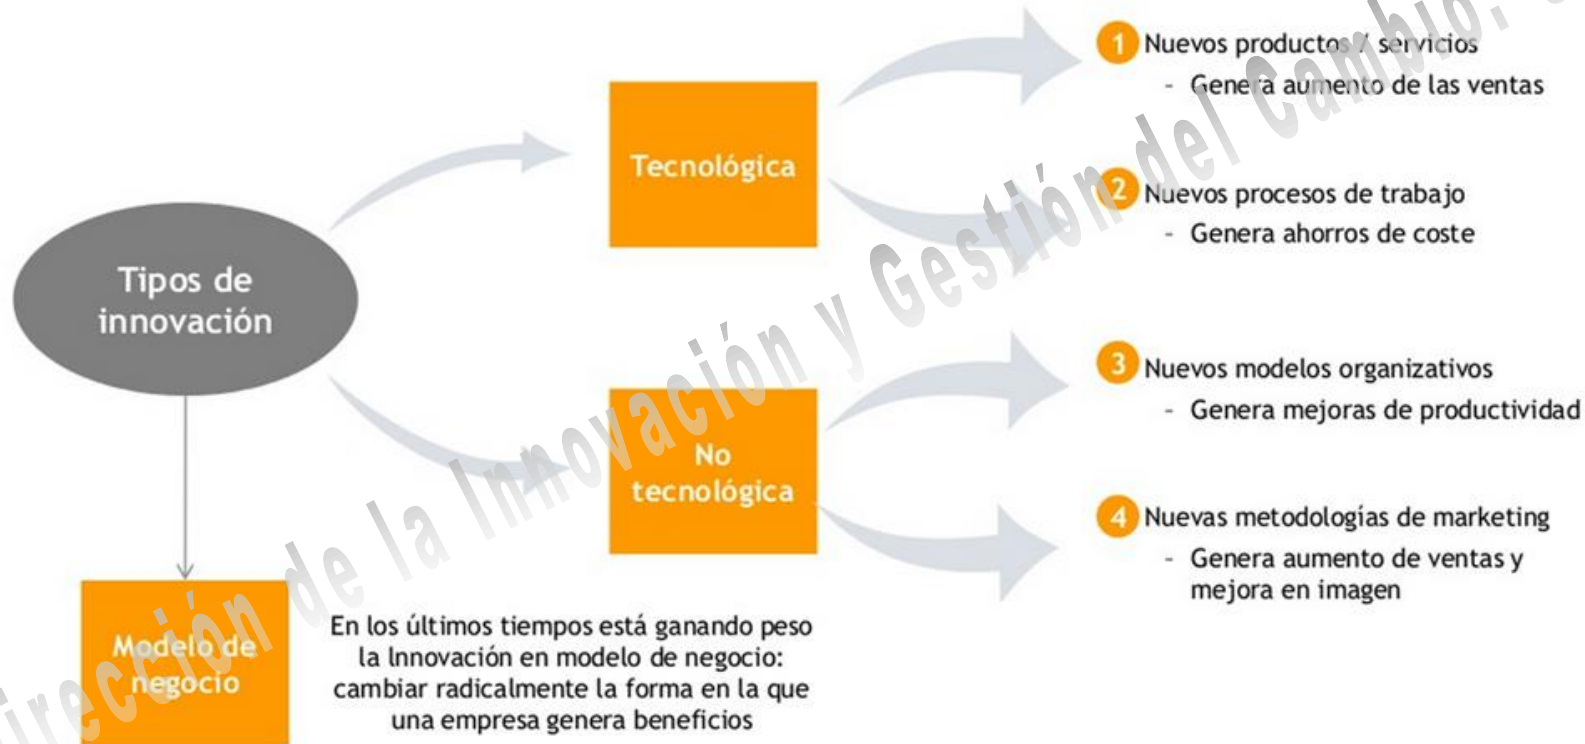 Tipos de
innovación
Tecnológica
1 Nuevos productos / servicios
- Genera aumento de las ventas
2 Nuevos procesos de trabajo
- Genera ahorros de coste
No
tecnológica
3 Nuevos modelos organizativos
- Genera mejoras de productividad
4 Nuevas metodologías de marketing
- Genera aumento de ventas y
mejora en imagen
Modelo de
negocio
En los últimos tiempos está ganando peso
la Innovación en modelo de negocio:
cambiar radicalmente la forma en la que
una empresa genera beneficios
de la Innovación y Gestión del Cambio.